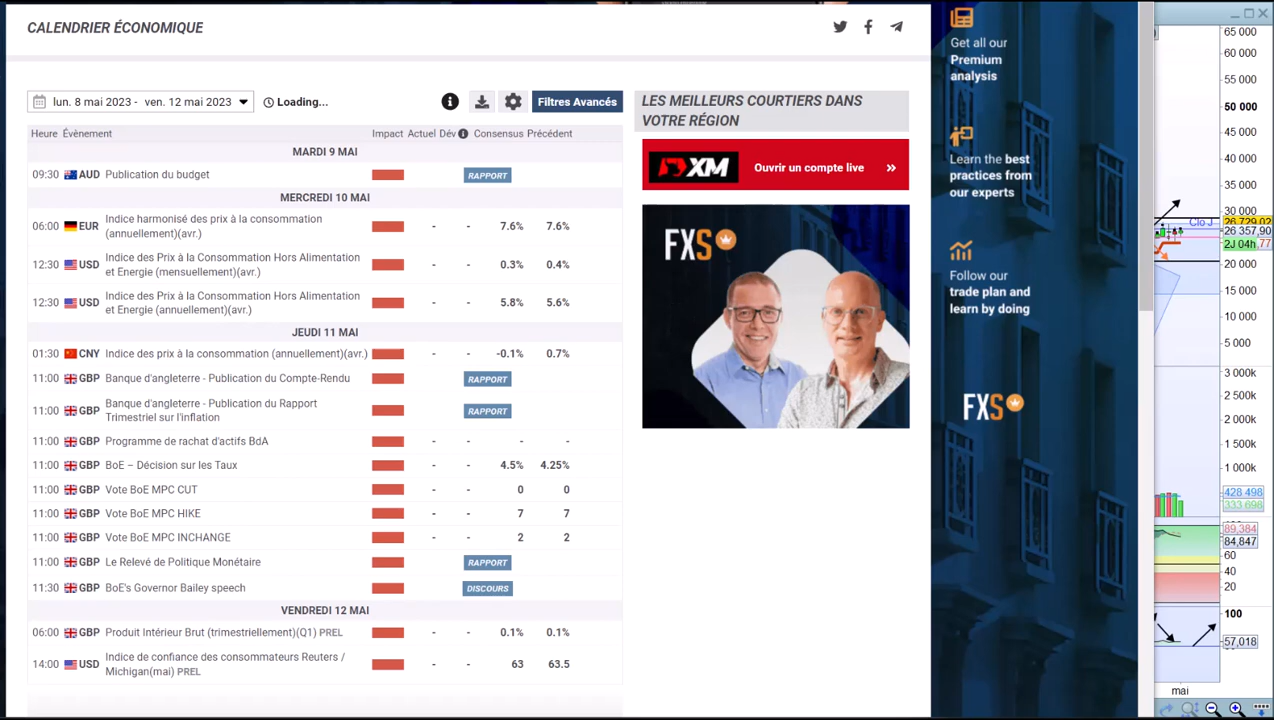 CALENDRIER ÉCONOMIQUE
lun. 8 mai 2023 - ven. 12 mai 2023
Loading...
Filtres Avancés
Heure Évènement Impact Actuel Dév Consensus Précédent
MARDI 9 MAI
09:30 AUD Publication du budget RAPPORT
MERCREDI 10 MAI
06:00 EUR Indice harmonisé des prix à la consommation (annuellement)(avr.) - - 7.6% 7.6%
12:30 USD Indice des Prix à la Consommation Hors Alimentation et Energie (mensuellement)(avr.) - - 0.3% 0.4%
12:30 USD Indice des Prix à la Consommation Hors Alimentation et Energie (annuellement)(avr.) - - 5.8% 5.6%
JEUDI 11 MAI
01:30 CNY Indice des prix à la consommation (annuellement)(avr.) - - -0.1% 0.7%
11:00 GBP Banque d'angleterre - Publication du Compte-Rendu RAPPORT
11:00 GBP Banque d'angleterre - Publication du Rapport Trimestriel sur l'inflation RAPPORT
11:00 GBP Programme de rachat d'actifs BdA - - - -
11:00 GBP BoE – Décision sur les Taux - - 4.5% 4.25%
11:00 GBP Vote BoE MPC CUT - - 0 0
11:00 GBP Vote BoE MPC HIKE - - 7 7
11:00 GBP Vote BoE MPC INCHANGE - - 2 2
11:00 GBP Le Relevé de Politique Monétaire RAPPORT
11:30 GBP BoE's Governor Bailey speech DISCOURS
VENDREDI 12 MAI
06:00 GBP Produit Intérieur Brut (trimestriellement)(Q1) PREL - - 0.1% 0.1%
14:00 USD Indice de confiance des consommateurs Reuters / Michigan(mai) PREL - - 63 63.5
LES MEILLEURS COURTIERS DANS
VOTRE RÉGION
XM Ouvrir un compte live »
FXS
Get all our
Premium
analysis
Learn the best
practices from
our experts
Follow our
trade plan and
learn by doing
FXS
65 000
60 000
55 000
50 000
45 000
40 000
35 000
30 000
Clo J
26 729,02
26 357,90
2J 04h
20 000
15 000
10 000
5 000
3 000k
2 500k
2 000k
1 500k
1 000k
428 498
333 698
89,384
84,847
60
40
20
100
57,018
mai